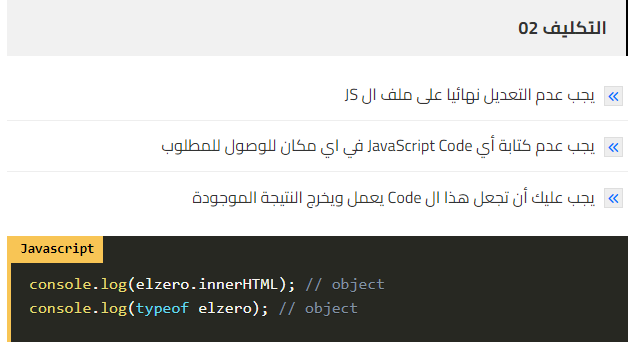 التكليف 02
يجب عدم التعديل نهائيا على ملف ال JS
يجب عدم كتابة أي JavaScript Code في اي مكان للوصول للمطلوب
يجب عليك أن تجعل هذا ال Code يعمل ويخرج النتيجة الموجودة
Javascript
console.log(elzero.innerHTML); // object
console.log(typeof elzero); // object